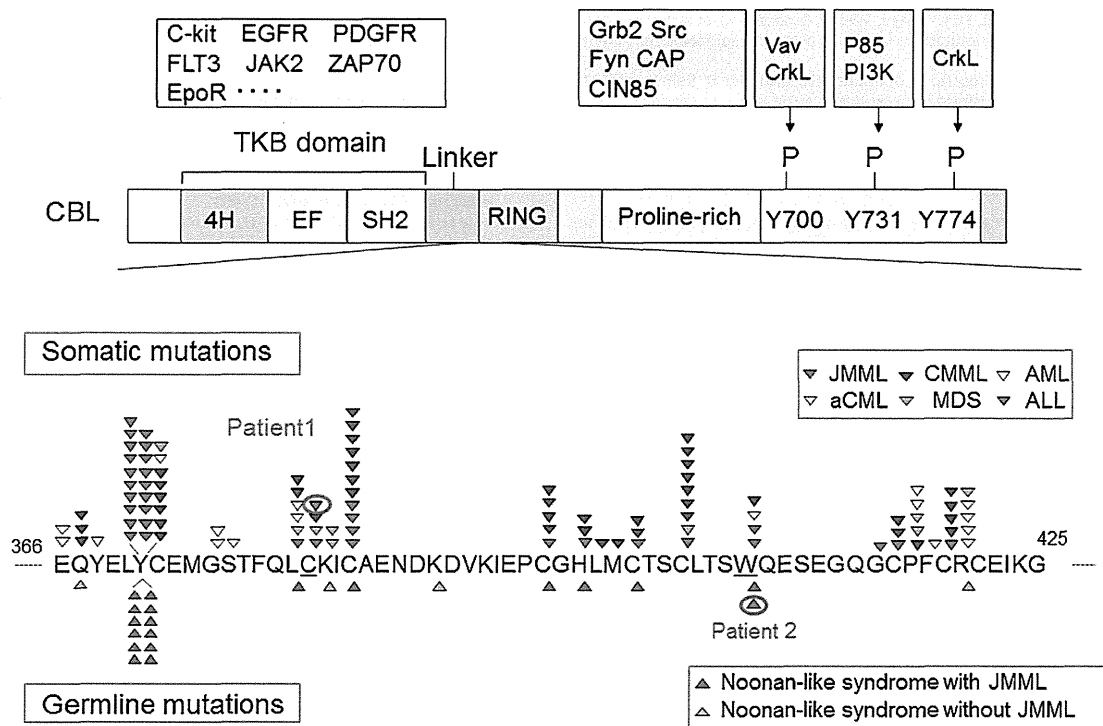 C-kit EGFR PDGFR
FLT3 JAK2 ZAP70
EpoR ····
Grb2 Src
Fyn CAP
CIN85
Vav
CrkL
P85
PI3K
CrkL
TKB domain
Linker
P P P
CBL
4H EF SH2 RING Proline-rich Y700 Y731 Y774
Somatic mutations
JMML CMML AML
aCML MDS ALL
Patient1
366 EQYELYCEMGSTFQLCKICAENDKDVKIEPCGHLMCTSCLTSWQESEGQGCPFCRCEIKG 425
Patient 2
Germline mutations
Noonan-like syndrome with JMML
Noonan-like syndrome without JMML